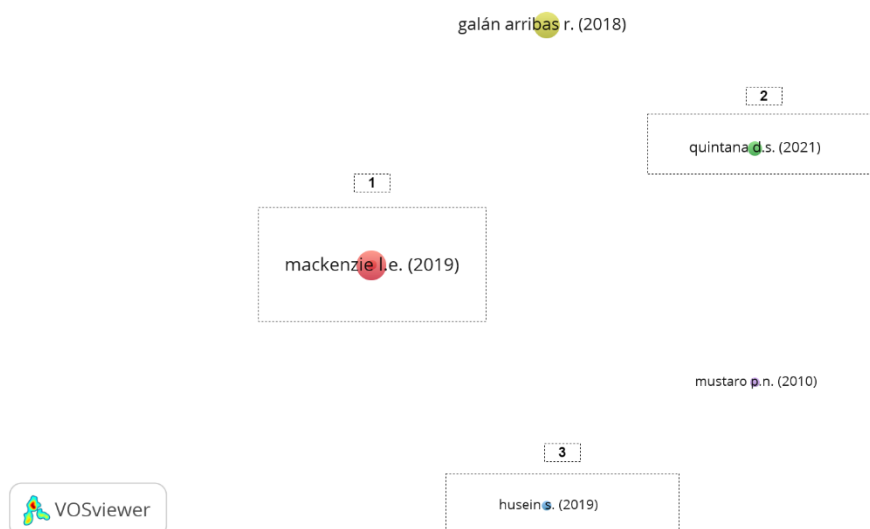 galán arribas r. (2018)
2
quintana d.s. (2021)
1
mackenzie l.e. (2019)
mustaro p.n. (2010)
3
husein s. (2019)
VOSviewer